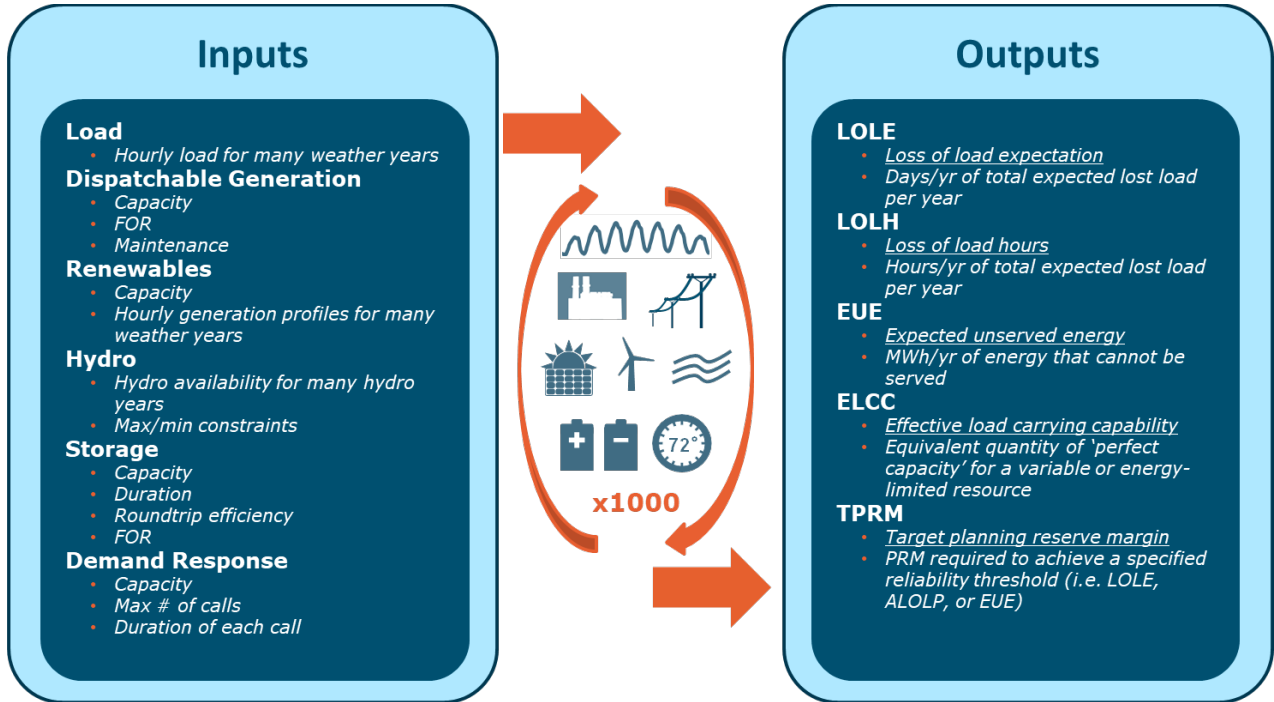 Inputs
Load
• Hourly load for many weather years
Dispatchable Generation
• Capacity
• FOR
• Maintenance
Renewables
• Capacity
• Hourly generation profiles for many
weather years
Hydro
• Hydro availability for many hydro
years
• Max/min constraints
Storage
• Capacity
• Duration
• Roundtrip efficiency
• FOR
Demand Response
• Capacity
• Max # of calls
• Duration of each call
72°
x1000
Outputs
LOLE
• Loss of load expectation
• Days/yr of total expected lost load
per year
LOLH
• Loss of load hours
• Hours/yr of total expected lost load
per year
EUE
• Expected unserved energy
• MWh/yr of energy that cannot be
served
ELCC
• Effective load carrying capability
• Equivalent quantity of ‘perfect
capacity’ for a variable or energy-
limited resource
TPRM
• Target planning reserve margin
• PRM required to achieve a specified
reliability threshold (i.e. LOLE,
ALOLP, or EUE)